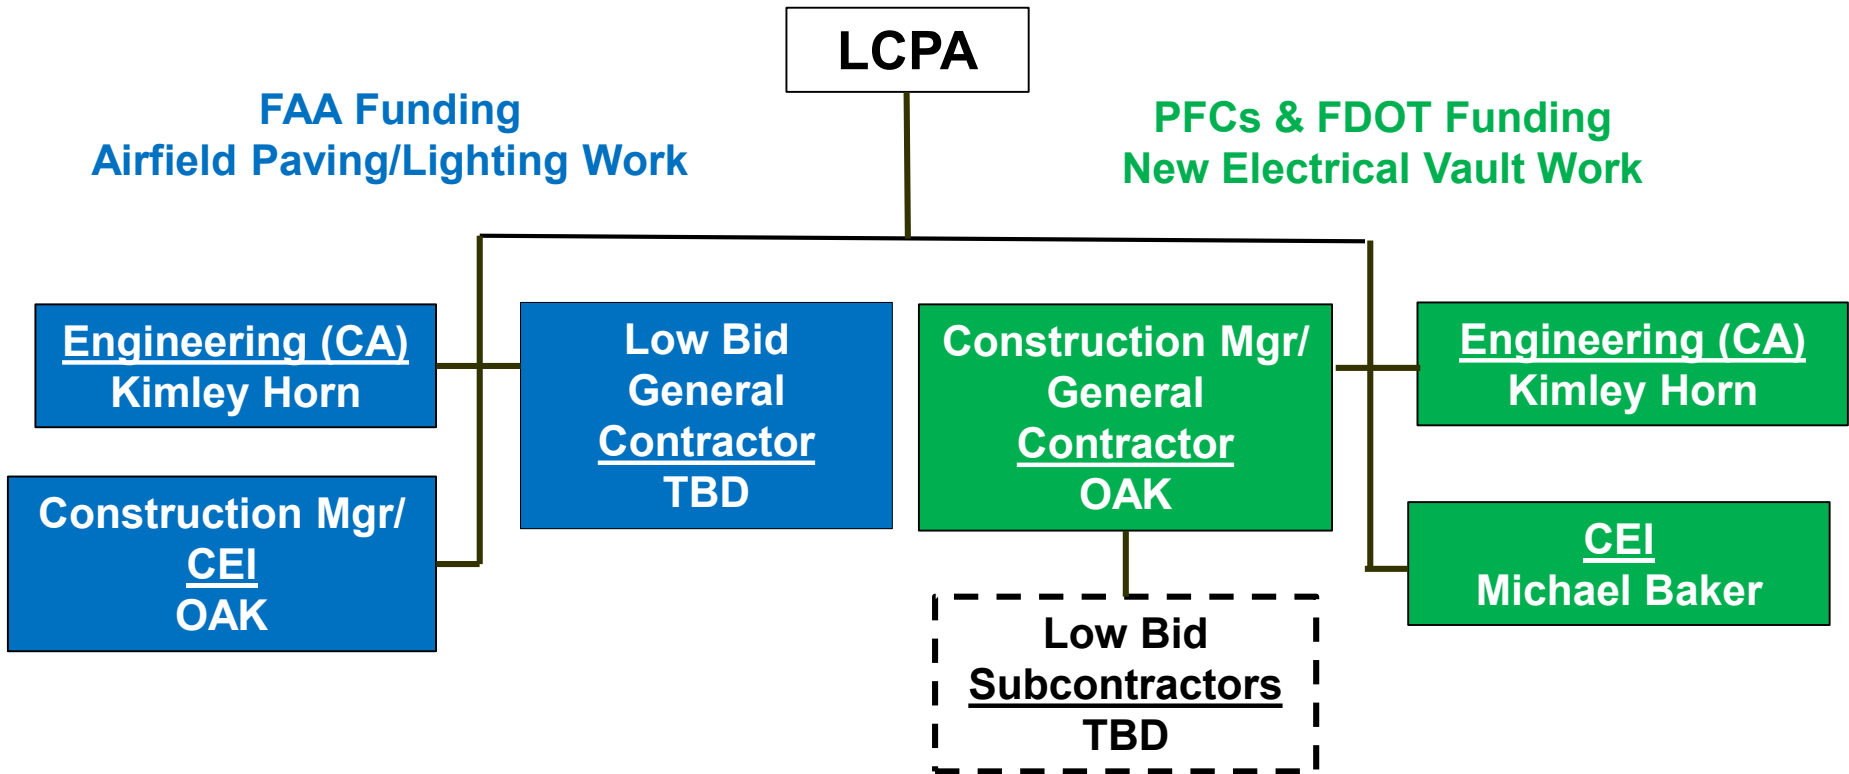 LCPA
FAA Funding
Airfield Paving/Lighting Work
PFCs & FDOT Funding
New Electrical Vault Work
Engineering (CA)
Kimley Horn
Low Bid
General
Contractor
TBD
Construction Mgr/
General
Contractor
OAK
Engineering (CA)
Kimley Horn
Construction Mgr/
CEI
OAK
CEI
Michael Baker
Low Bid
Subcontractors
TBD